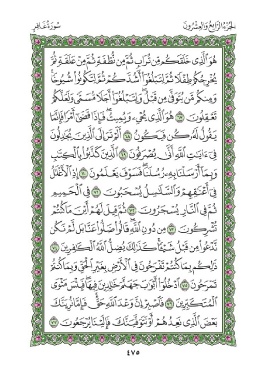 الجزء الرابع والعشرون سورة غافر
هُوَ ٱلَّذِى خَلَقَكُم مِّن تُرَابٍ ثُمَّ مِن نُّطْفَةٍ ثُمَّ مِنْ عَلَقَةٍ ثُمَّ
يُخْرِجُكُمْ طِفْلًا ثُمَّ لِتَبْلُغُوٓا۟ أَشُدَّكُمْ ثُمَّ لِتَكُونُوا۟ شُيُوخًا
وَمِنكُم مَّن يُتَوَفَّىٰ مِن قَبْلُ وَلِتَبْلُغُوٓا۟ أَجَلًا مُّسَمًّى وَلَعَلَّكُمْ
تَعْقِلُونَ ٦٧ هُوَ ٱلَّذِى يُحْىِۦ وَيُمِيتُ فَإِذَا قَضَىٰٓ أَمْرًا فَإِنَّمَا
يَقُولُ لَهُۥ كُن فَيَكُونُ ٦٨ أَلَمْ تَرَ إِلَى ٱلَّذِينَ يُجَٰدِلُونَ
فِىٓ ءَايَٰتِ ٱللَّهِ أَنَّىٰ يُصْرَفُونَ ٦٩ ٱلَّذِينَ كَذَّبُوا۟ بِٱلْكِتَٰبِ
وَبِمَآ أَرْسَلْنَا بِهِۦ رُسُلَنَا فَسَوْفَ يَعْلَمُونَ ٧٠ إِذِ ٱلْأَغْلَٰلُ
فِىٓ أَعْنَٰقِهِمْ وَٱلسَّلَٰسِلُ يُسْحَبُونَ ٧١ فِى ٱلْحَمِيمِ
ثُمَّ فِى ٱلنَّارِ يُسْجَرُونَ ٧٢ ثُمَّ قِيلَ لَهُمْ أَيْنَ مَا كُنتُمْ
تُشْرِكُونَ ٧٣ مِن دُونِ ٱللَّهِ قَالُوا۟ ضَلُّوا۟ عَنَّا بَل لَّمْ نَكُن
نَّدْعُوا۟ مِن قَبْلُ شَيْـًٔا كَذَٰلِكَ يُضِلُّ ٱللَّهُ ٱلْكَٰفِرِينَ ٧٤
ذَٰلِكُم بِمَا كُنتُمْ تَفْرَحُونَ فِى ٱلْأَرْضِ بِغَيْرِ ٱلْحَقِّ وَبِمَا كُنتُمْ
تَمْرَحُونَ ٧٥ ٱدْخُلُوٓا۟ أَبْوَٰبَ جَهَنَّمَ خَٰلِدِينَ فِيهَا فَبِئْسَ مَثْوَى
ٱلْمُتَكَبِّرِينَ ٧٦ فَٱصْبِرْ إِنَّ وَعْدَ ٱللَّهِ حَقٌّ فَإِمَّا نُرِيَنَّكَ
بَعْضَ ٱلَّذِى نَعِدُهُمْ أَوْ نَتَوَفَّيَنَّكَ فَإِلَيْنَا يُرْجَعُونَ ٧٧
٤٧٥